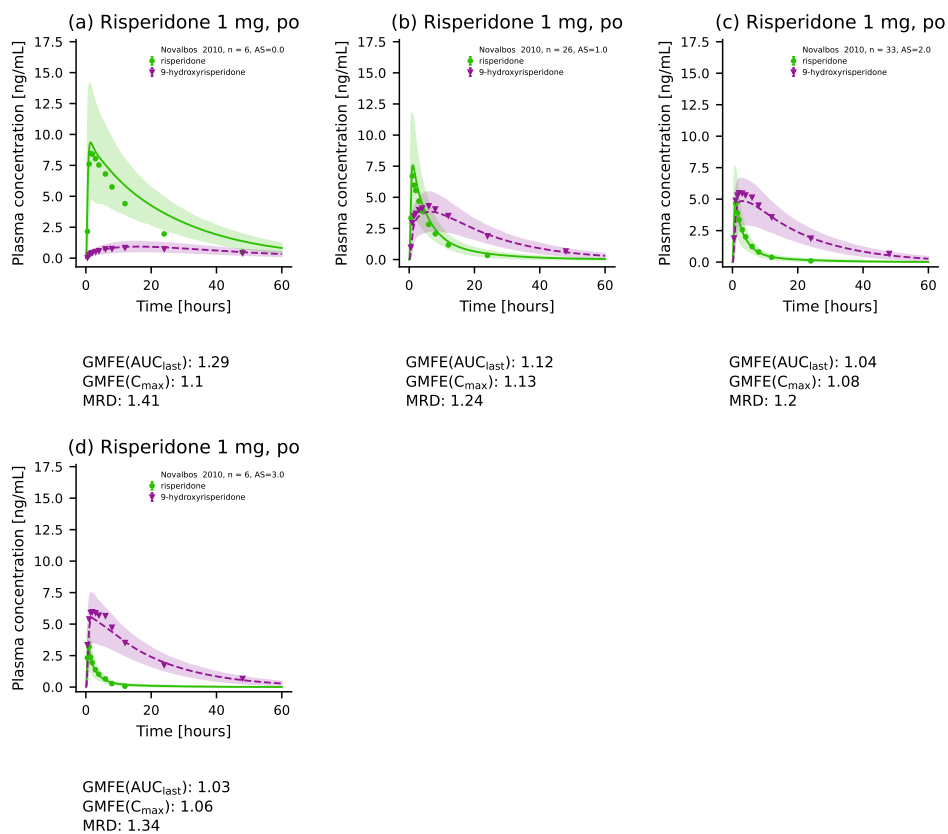 (a) Risperidone 1 mg, po
17.5
15.0
12.5
10.0
7.5
5.0
2.5
0.0
Plasma concentration [ng/mL]
Novalbos 2010, n = 6, AS=0.0
risperidone
9-hydroxyrisperidone
0 20 40 60
Time [hours]
GMFE(AUClast): 1.29
GMFE(Cmax): 1.1
MRD: 1.41
(b) Risperidone 1 mg, po
17.5
15.0
12.5
10.0
7.5
5.0
2.5
0.0
Plasma concentration [ng/mL]
Novalbos 2010, n = 26, AS=1.0
risperidone
9-hydroxyrisperidone
0 20 40 60
Time [hours]
GMFE(AUClast): 1.12
GMFE(Cmax): 1.13
MRD: 1.24
(c) Risperidone 1 mg, po
17.5
15.0
12.5
10.0
7.5
5.0
2.5
0.0
Plasma concentration [ng/mL]
Novalbos 2010, n = 33, AS=2.0
risperidone
9-hydroxyrisperidone
0 20 40 60
Time [hours]
GMFE(AUClast): 1.04
GMFE(Cmax): 1.08
MRD: 1.2
(d) Risperidone 1 mg, po
17.5
15.0
12.5
10.0
7.5
5.0
2.5
0.0
Plasma concentration [ng/mL]
Novalbos 2010, n = 6, AS=3.0
risperidone
9-hydroxyrisperidone
0 20 40 60
Time [hours]
GMFE(AUClast): 1.03
GMFE(Cmax): 1.06
MRD: 1.34